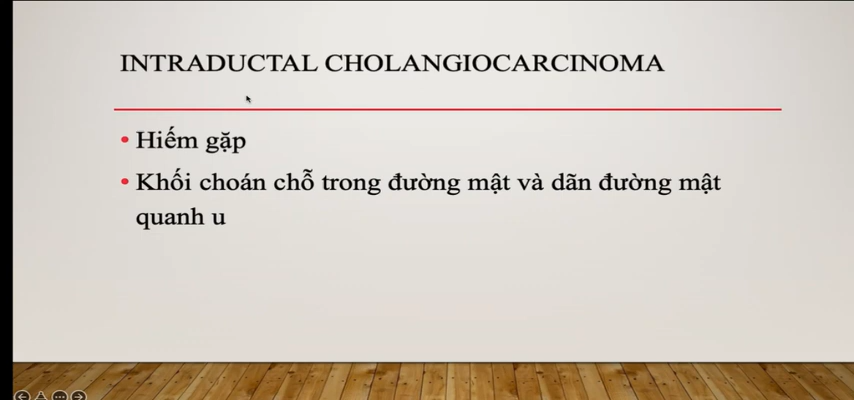 INTRADUCTAL CHOLANGIOCARCINOMA
• Hiếm gặp
• Khối choán chỗ trong đường mật và dãn đường mật
quanh u